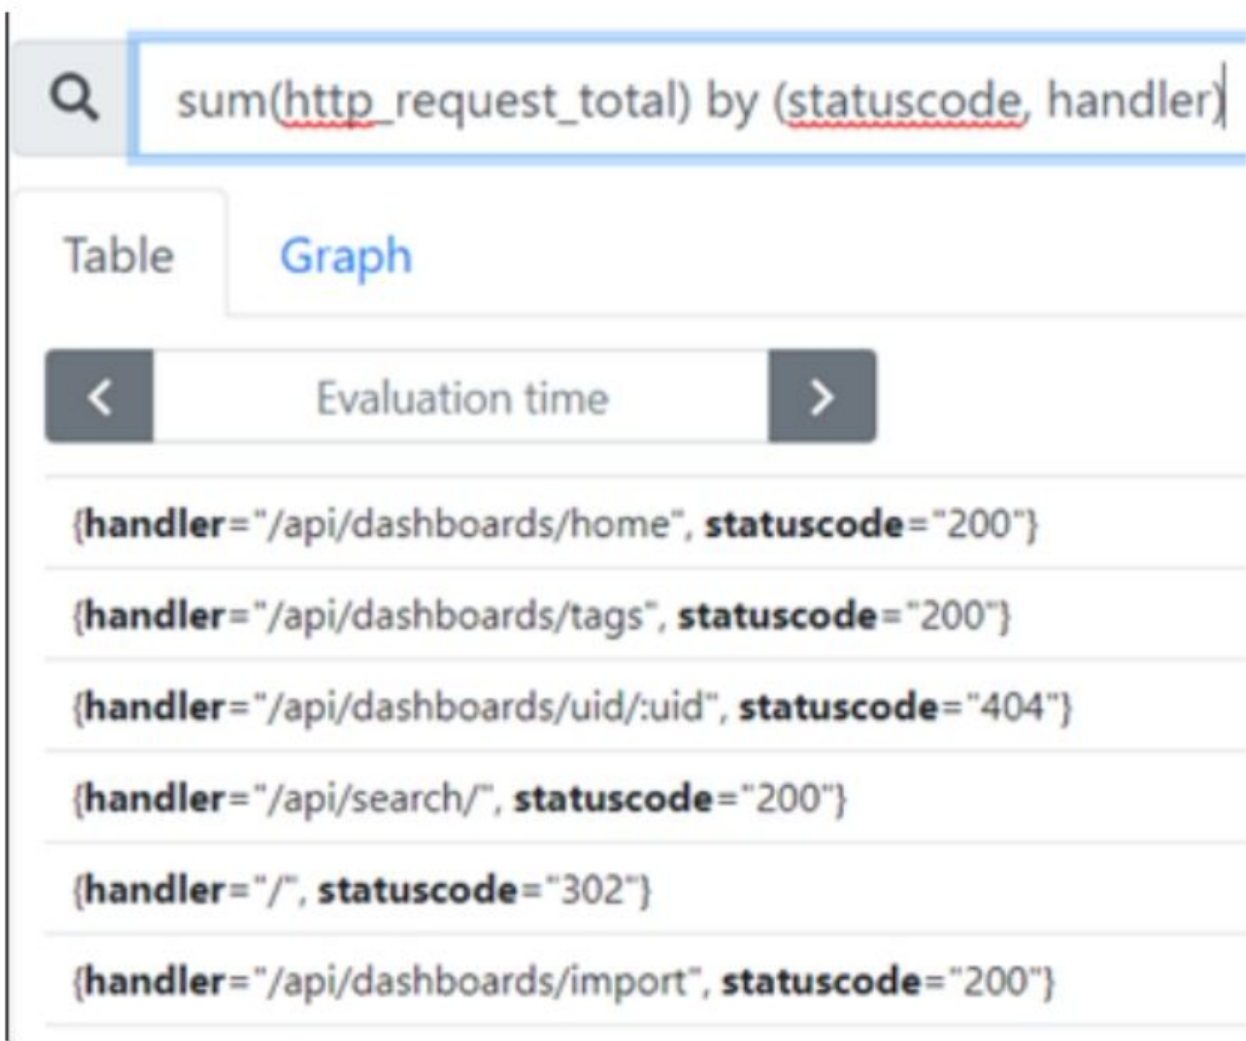 sum(http_request_total) by (statuscode, handler)
Table Graph
Evaluation time
{handler="/api/dashboards/home", statuscode="200"}
{handler="/api/dashboards/tags", statuscode="200"}
{handler="/api/dashboards/uid/:uid", statuscode="404"}
{handler="/api/search/", statuscode="200"}
{handler="/", statuscode="302"}
{handler="/api/dashboards/import", statuscode="200"}